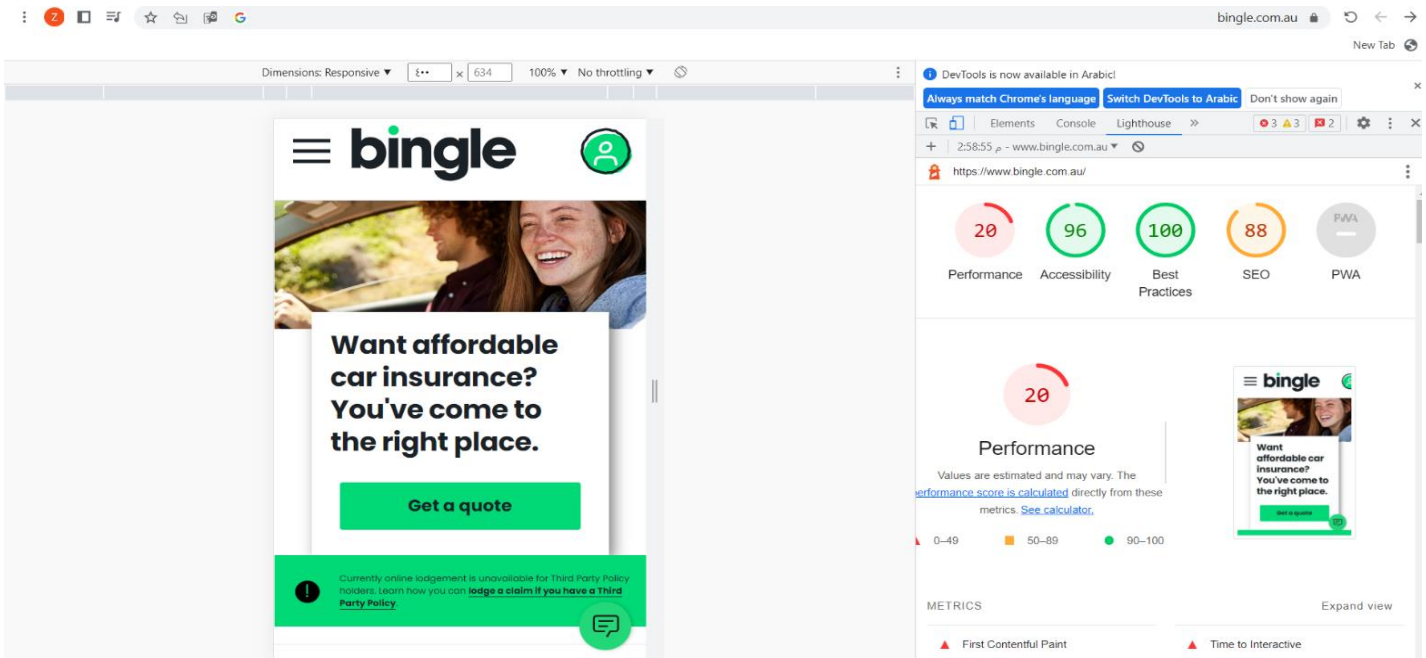 Z
bingle.com.au
New Tab
Dimensions: Responsive ▼ ٤٠٠ × 634 100% ▼ No throttling ▼
bingle
Want affordable
car insurance?
You've come to
the right place.
Get a quote
Currently online lodgement is unavailable for Third Party Policy
holders. Learn how you can lodge a claim if you have a Third
Party Policy.
DevTools is now available in Arabic!
Always match Chrome's language Switch DevTools to Arabic Don't show again
Elements Console Lighthouse » 3 3 2
+ 2:58:55 م - www.bingle.com.au ▼
https://www.bingle.com.au/
20 96 100 88 PWA
Performance Accessibility Best Practices SEO PWA
20
Performance
Values are estimated and may vary. The
performance score is calculated directly from these
metrics. See calculator.
0–49 50–89 90–100
bingle
Want
affordable car
insurance?
You've come to
the right place.
Get a quote
METRICS Expand view
First Contentful Paint Time to Interactive